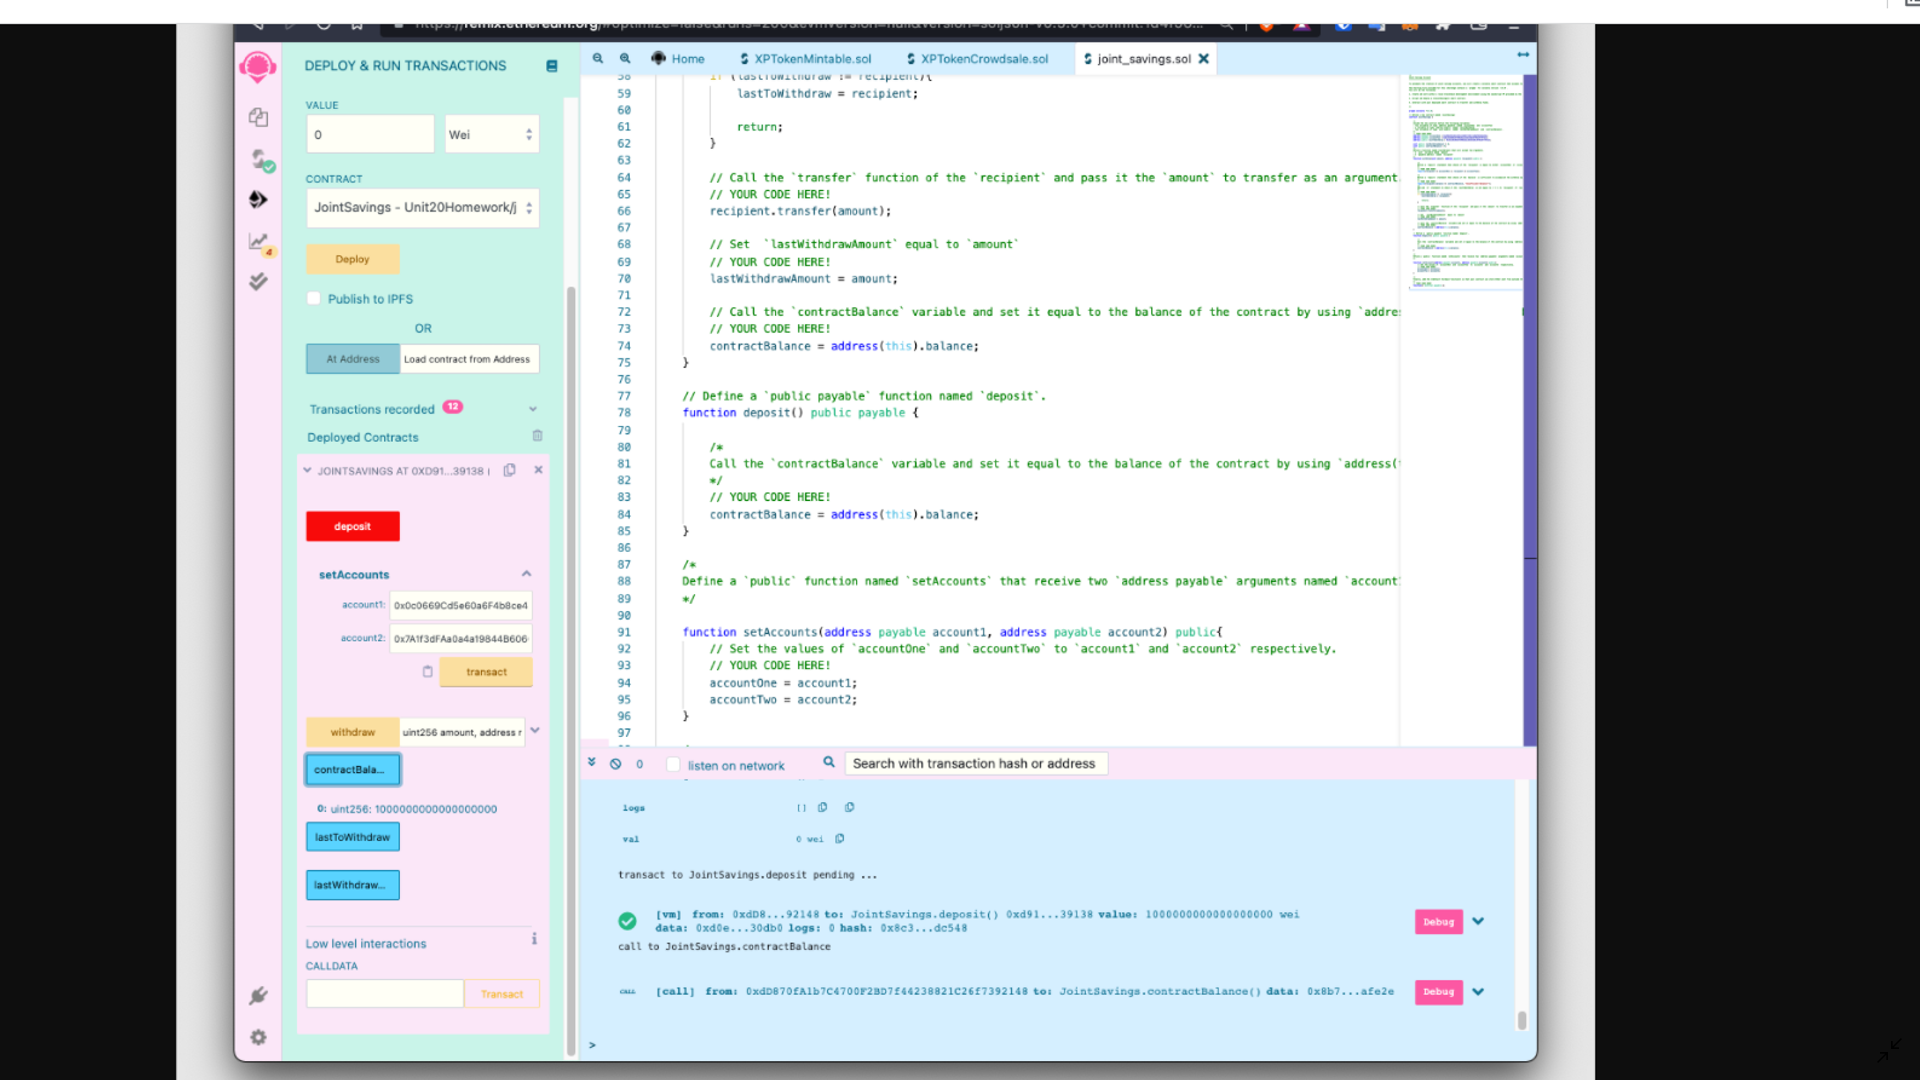 DEPLOY & RUN TRANSACTIONS
VALUE
0
Wei
CONTRACT
JointSavings - Unit20Homework/j
Deploy
Publish to IPFS
OR
At Address
Load contract from Address
Transactions recorded 12
Deployed Contracts
JOINTSAVINGS AT 0XD91...39138 (
deposit
setAccounts
account1: 0x0c0669Cd5e60a6F4b8ce4
account2: 0x7A1f3dFAa0a4a19844B606
transact
withdraw
uint256 amount, address r
contractBala...
0: uint256: 1000000000000000000
lastToWithdraw
lastWithdraw...
Low level interactions
i
CALLDATA
Transact
4
Home
XPTokenMintable.sol
XPTokenCrowdsale.sol
joint_savings.sol
58 if (lastToWithdraw != recipient){
59 lastToWithdraw = recipient;
60
61 return;
62 }
63
64 // Call the `transfer` function of the `recipient` and pass it the `amount` to transfer as an argument.
65 // YOUR CODE HERE!
66 recipient.transfer(amount);
67
68 // Set  `lastWithdrawAmount` equal to `amount`
69 // YOUR CODE HERE!
70 lastWithdrawAmount = amount;
71
72 // Call the `contractBalance` variable and set it equal to the balance of the contract by using `addre
73 // YOUR CODE HERE!
74 contractBalance = address(this).balance;
75 }
76
77 // Define a `public payable` function named `deposit`.
78 function deposit() public payable {
79
80 /*
81 Call the `contractBalance` variable and set it equal to the balance of the contract by using `address(
82 */
83 // YOUR CODE HERE!
84 contractBalance = address(this).balance;
85 }
86
87 /*
88 Define a `public` function named `setAccounts` that receive two `address payable` arguments named `account
89 */
90
91 function setAccounts(address payable account1, address payable account2) public{
92 // Set the values of `accountOne` and `accountTwo` to `account1` and `account2` respectively.
93 // YOUR CODE HERE!
94 accountOne = account1;
95 accountTwo = account2;
96 }
97
0
listen on network
Search with transaction hash or address
logs [ ]
val 0 wei
transact to JointSavings.deposit pending ...
[vm] from: 0xdD8...92148 to: JointSavings.deposit() 0xd91...39138 value: 1000000000000000000 wei
data: 0xd0e...30db0 logs: 0 hash: 0x8c3...dc548
Debug
call to JointSavings.contractBalance
CALL [call] from: 0xdD870fA1b7C4700F2BD7f44238821C26f7392148 to: JointSavings.contractBalance() data: 0x8b7...afe2e
Debug
>